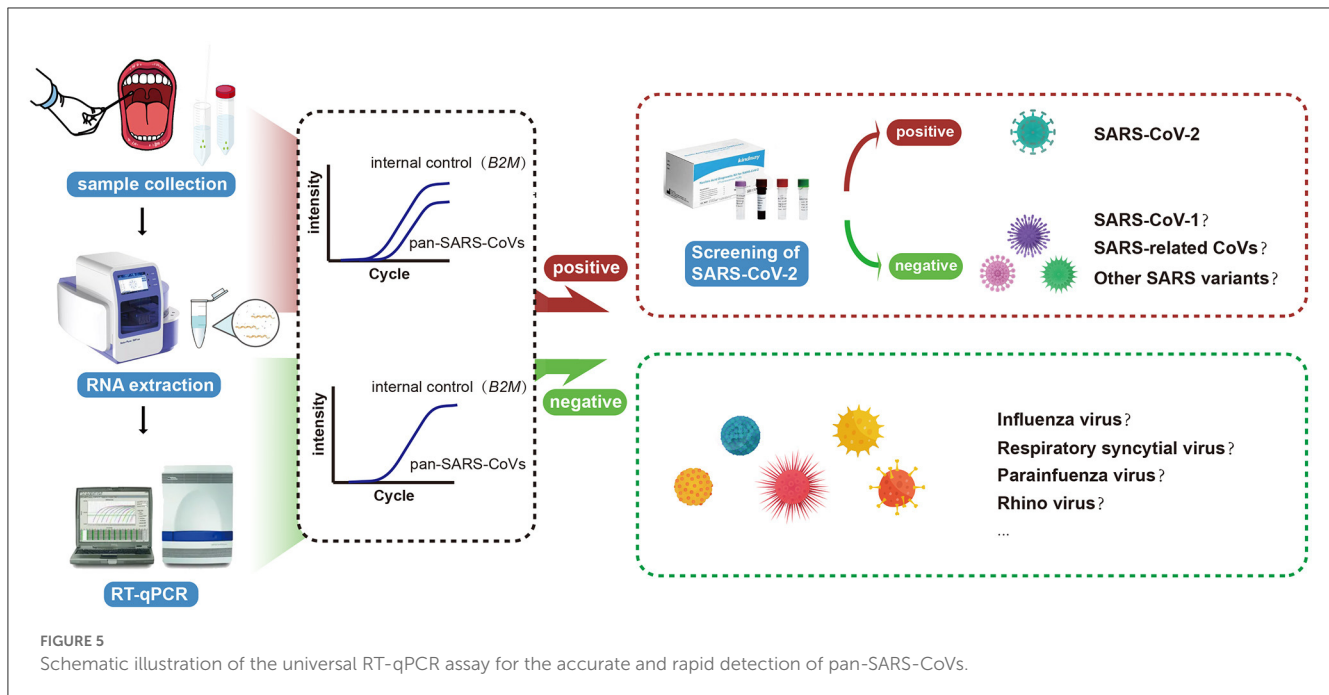 sample collection
RNA extraction
RT-qPCR
internal control (B2M)
intensity
pan-SARS-CoVs
Cycle
internal control (B2M)
intensity
pan-SARS-CoVs
Cycle
positive
negative
Screening of
SARS-CoV-2
positive
SARS-CoV-2
negative
SARS-CoV-1?
SARS-related CoVs?
Other SARS variants?
Influenza virus?
Respiratory syncytial virus?
Parainfuenza virus?
Rhino virus?
...
FIGURE 5
Schematic illustration of the universal RT-qPCR assay for the accurate and rapid detection of pan-SARS-CoVs.